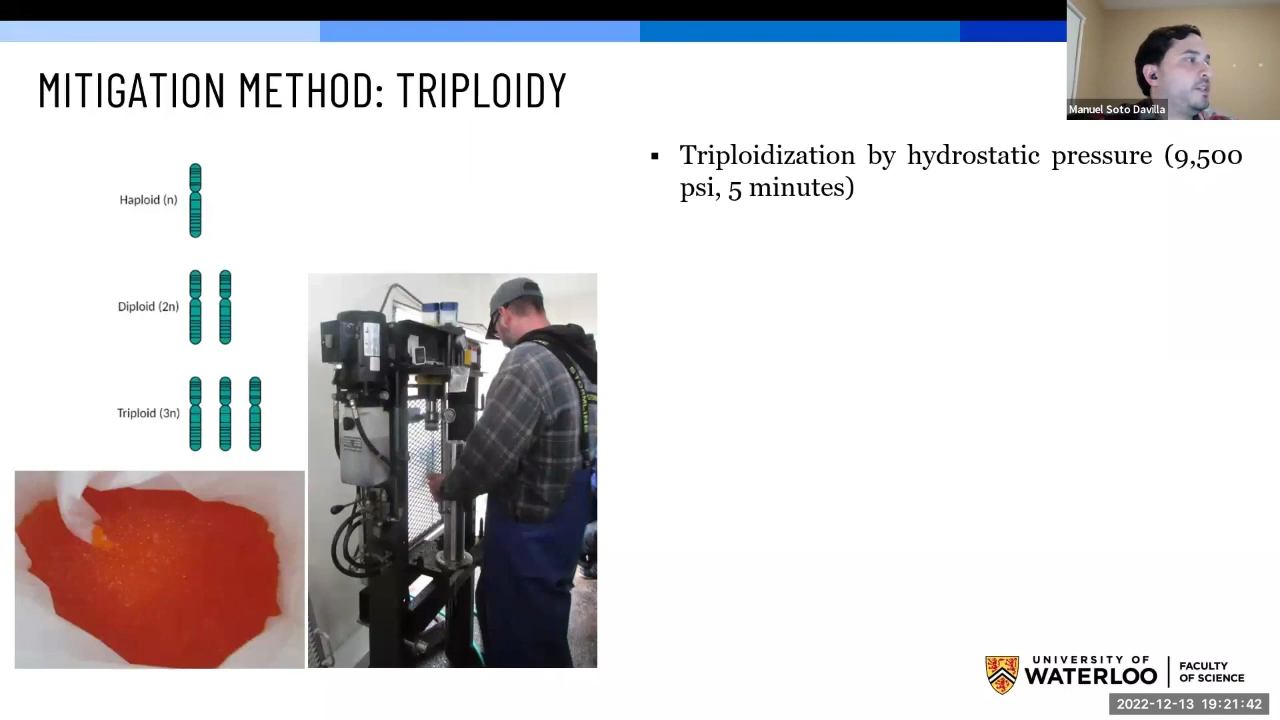 MITIGATION METHOD: TRIPLOIDY
Manuel Soto Davilla
▪ Triploidization by hydrostatic pressure (9,500
psi, 5 minutes)
Haploid (n)
Diploid (2n)
Triploid (3n)
STORMLINE
UNIVERSITY OF
WATERLOO
FACULTY
OF SCIENCE
2022-12-13 19:21:42